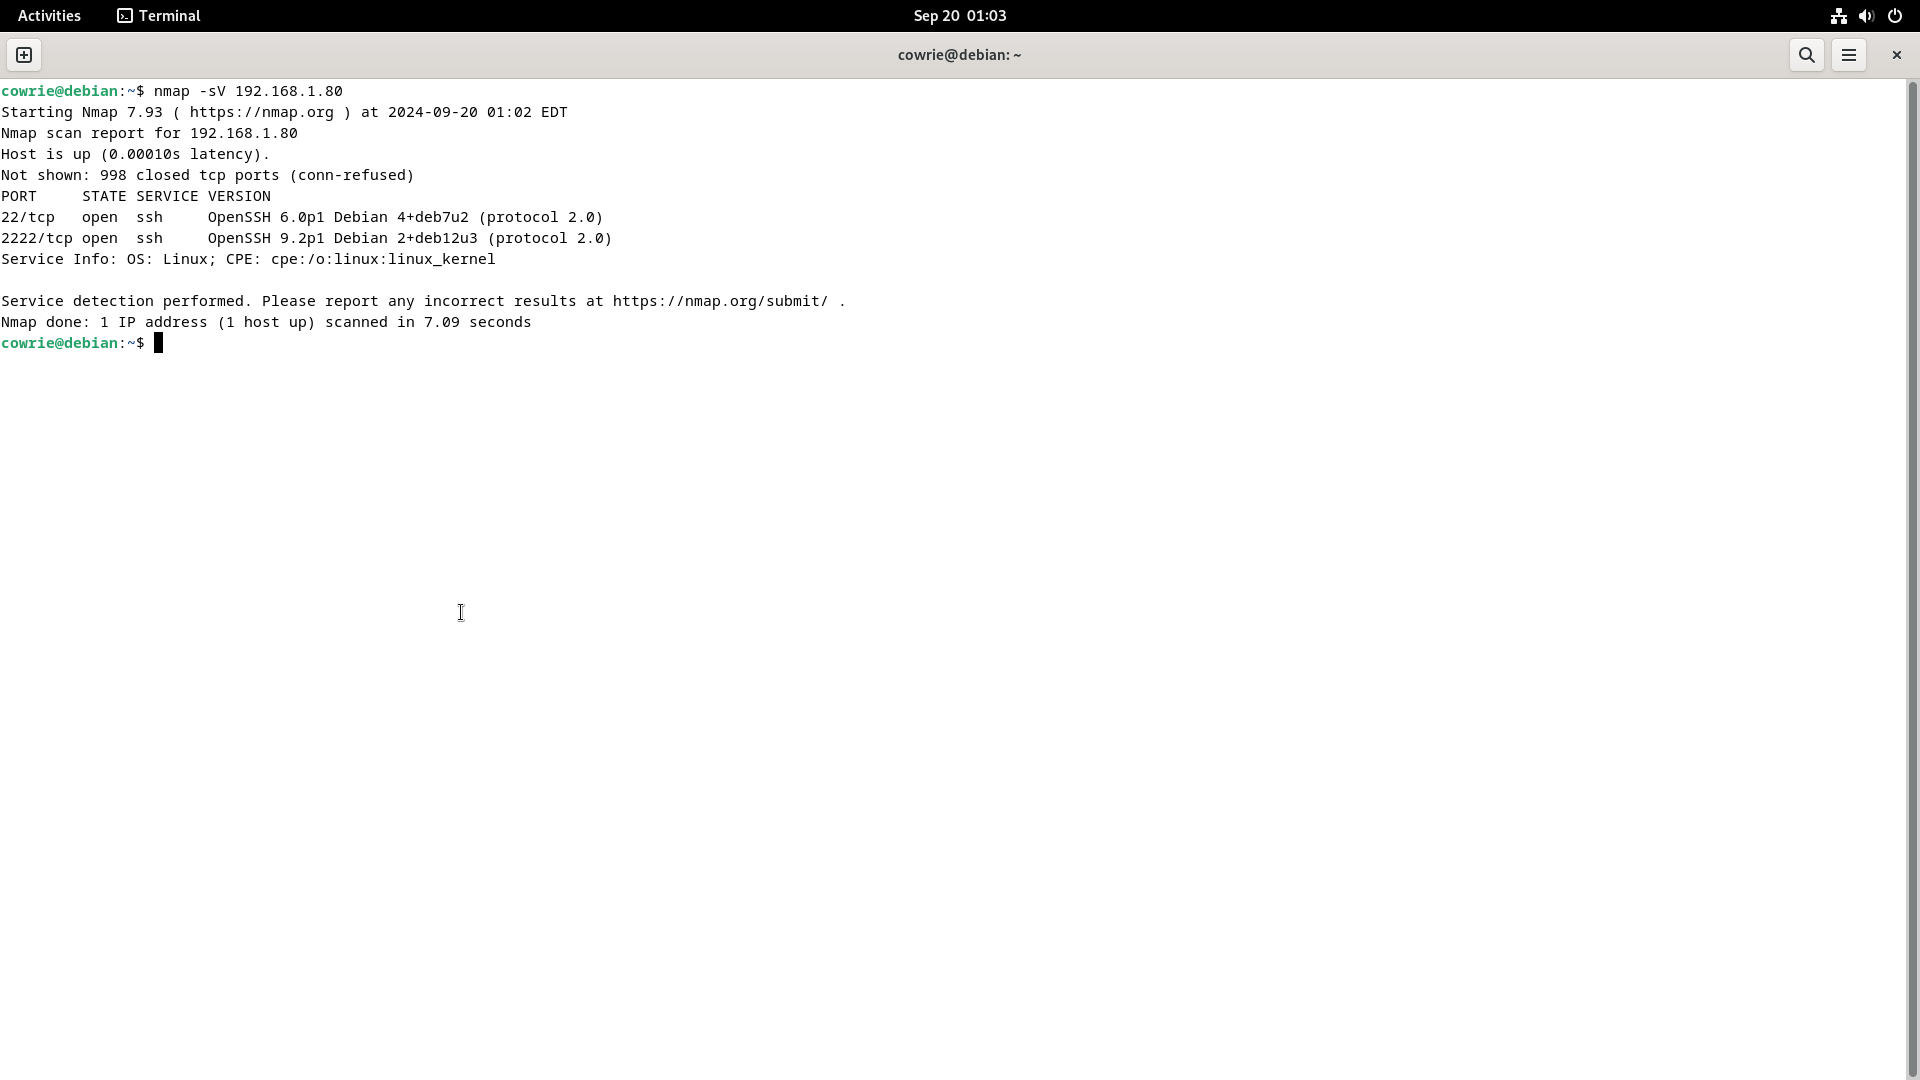 Activities Terminal Sep 20 01:03
cowrie@debian: ~
cowrie@debian:~$ nmap -sV 192.168.1.80
Starting Nmap 7.93 ( https://nmap.org ) at 2024-09-20 01:02 EDT
Nmap scan report for 192.168.1.80
Host is up (0.00010s latency).
Not shown: 998 closed tcp ports (conn-refused)
PORT     STATE SERVICE VERSION
22/tcp   open  ssh     OpenSSH 6.0p1 Debian 4+deb7u2 (protocol 2.0)
2222/tcp open  ssh     OpenSSH 9.2p1 Debian 2+deb12u3 (protocol 2.0)
Service Info: OS: Linux; CPE: cpe:/o:linux:linux_kernel
Service detection performed. Please report any incorrect results at https://nmap.org/submit/ .
Nmap done: 1 IP address (1 host up) scanned in 7.09 seconds
cowrie@debian:~$